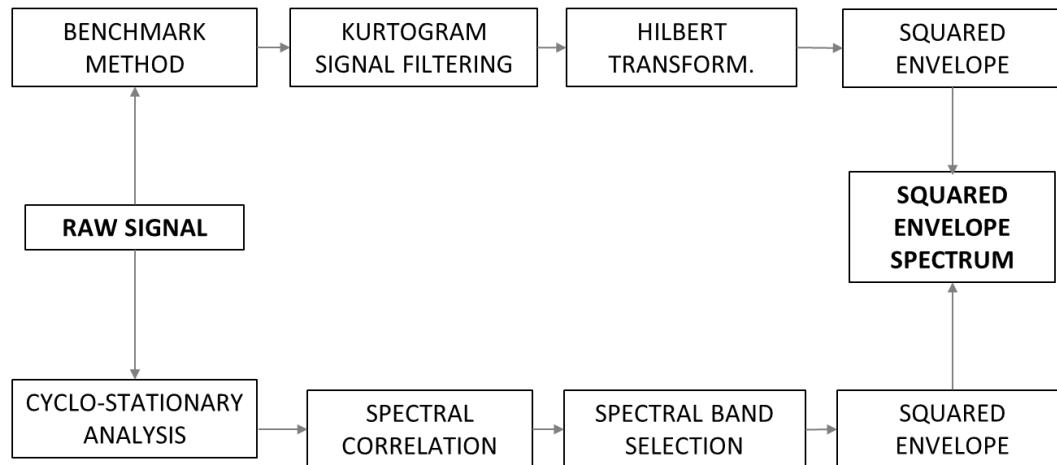 BENCHMARK
METHOD
KURTOGRAM
SIGNAL FILTERING
HILBERT
TRANSFORM.
SQUARED
ENVELOPE
RAW SIGNAL
SQUARED
ENVELOPE
SPECTRUM
CYCLO-STATIONARY
ANALYSIS
SPECTRAL
CORRELATION
SPECTRAL BAND
SELECTION
SQUARED
ENVELOPE